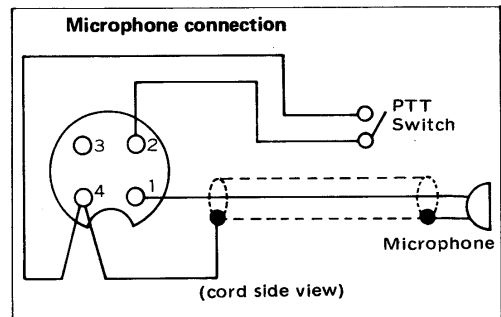 Microphone connection
PTT
Switch
3
2
4
1
Microphone
(cord side view)